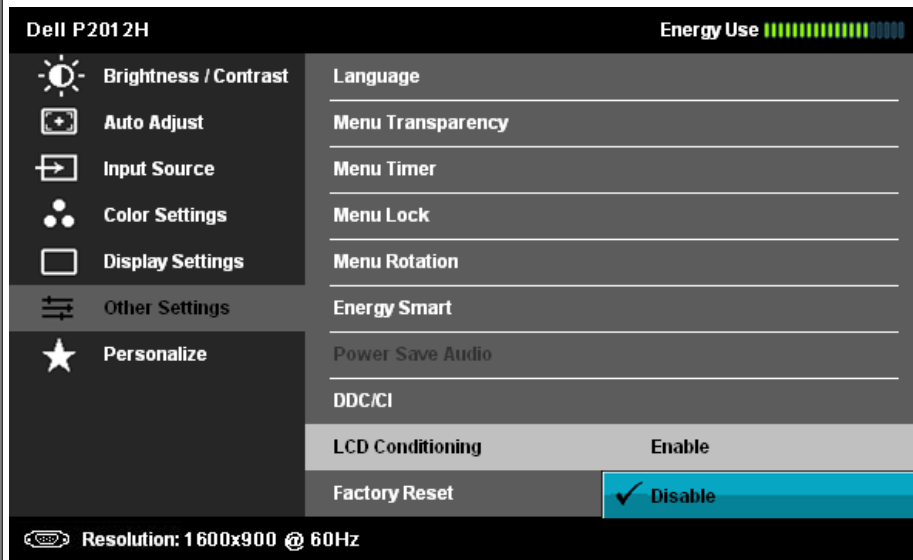 Dell P2012H
Energy Use
Brightness / Contrast
Auto Adjust
Input Source
Color Settings
Display Settings
Other Settings
Personalize
Language
Menu Transparency
Menu Timer
Menu Lock
Menu Rotation
Energy Smart
Power Save Audio
DDC/CI
LCD Conditioning
Enable
Disable
Factory Reset
Resolution: 1600x900 @ 60Hz